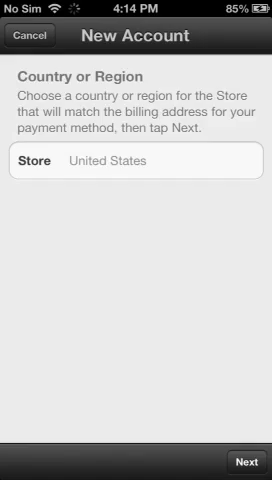 No Sim 4:14 PM 85%
Cancel New Account
Country or Region
Choose a country or region for the Store
that will match the billing address for your
payment method, then tap Next.
Store United States
Next